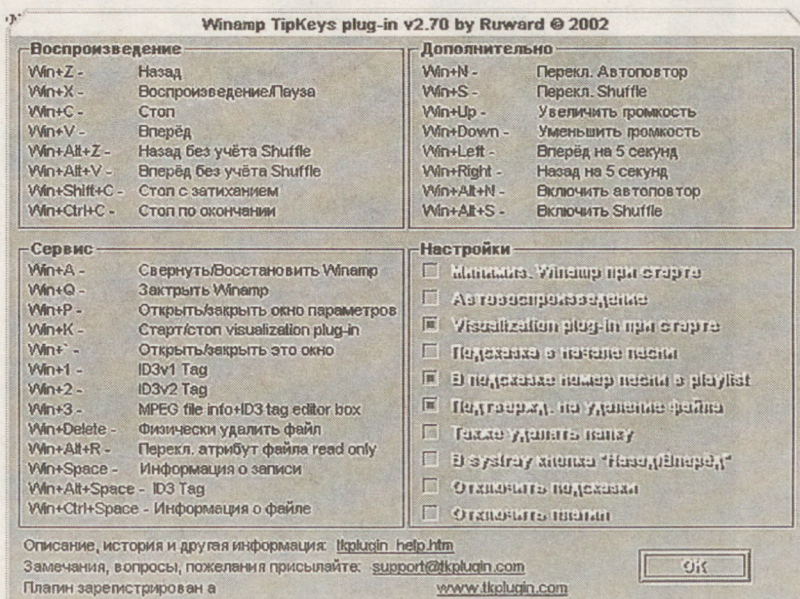 Winamp TipKeys plug-in v2.70 by Ruward © 2002
Воспроизведение
Win+Z - Назад
Win+X - Воспроизведение/Пауза
Win+C - Стоп
Win+V - Вперёд
Win+Alt+Z - Назад без учёта Shuffle
Win+Alt+V - Вперёд без учёта Shuffle
Win+Shift+C - Стоп с затиханием
Win+Ctrl+C - Стоп по окончании
Дополнительно
Win+N - Перекл. Автоповтор
Win+S - Перекл. Shuffle
Win+Up - Увеличить громкость
Win+Down - Уменьшить громкость
Win+Left - Вперёд на 5 секунд
Win+Right - Назад на 5 секунд
Win+Alt+N - Включить автоповтор
Win+Alt+S - Включить Shuffle
Сервис
Win+A - Свернуть/Восстановить Winamp
Win+Q - Зактрыть Winamp
Win+P - Открыть/закрыть окно параметров
Win+K - Старт/стоп visualization plug-in
Win+` - Открыть/закрыть это окно
Win+1 - ID3v1 Tag
Win+2 - ID3v2 Tag
Win+3 - MPEG file info+ID3 tag editor box
Win+Delete - Физически удалить файл
Win+Alt+R - Перекл. атрибут файла read only
Win+Space - Информация о записи
Win+Alt+Space - ID3 Tag
Win+Ctrl+Space - Информация о файле
Настройки
Минимиз. Winamp при старте
Автовоспроизведение
Visualization plug-in при старте
Подсказка в начале песни
В подсказке номер песни в playlist
Подтвержд. на удаление файла
Также удалять папку
В systray кнопка "Назад/Вперёд"
Отключить подсказки
Отключить плагин
Описание, история и другая информация: tkplugin_help.htm
Замечания, вопросы, пожелания присылайте: support@tkplugin.com
Плагин зарегистрирован а www.tkplugin.com
OK